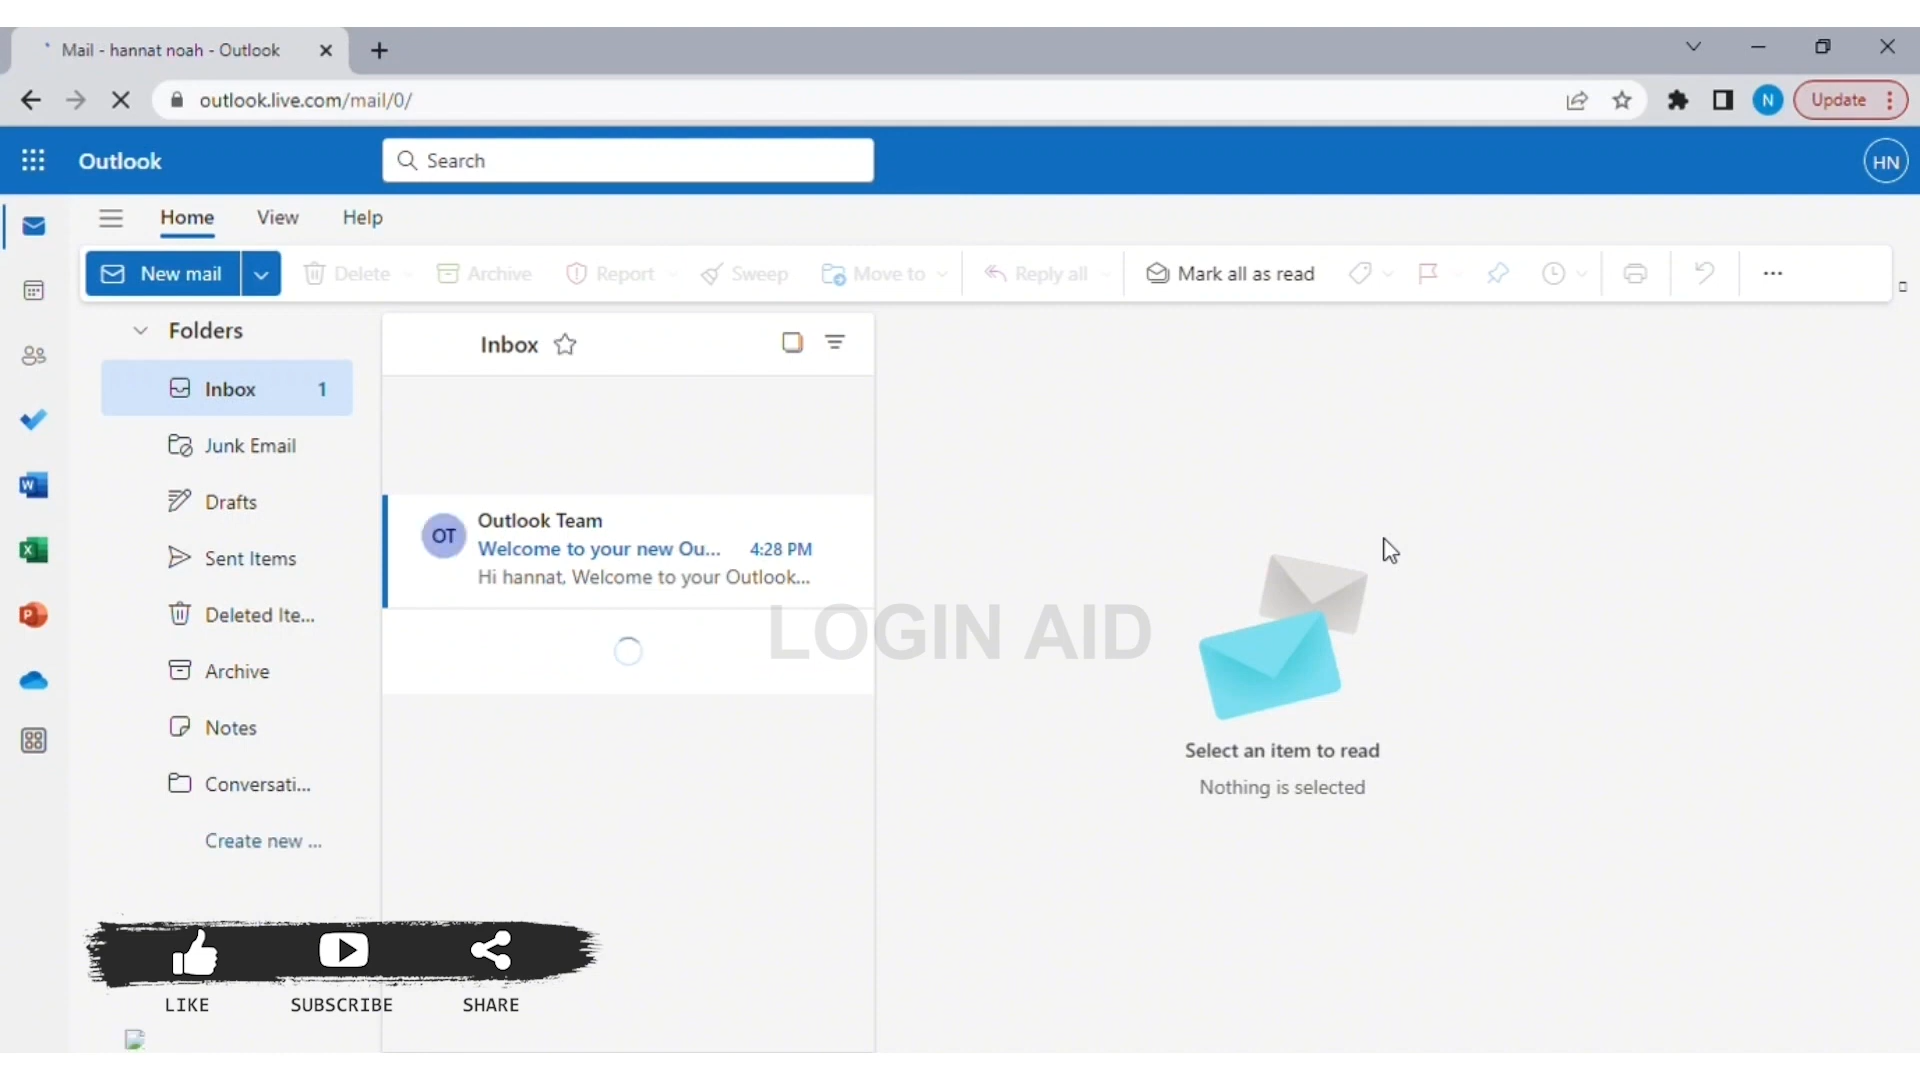 Mail - hannat noah - Outlook
outlook.live.com/mail/0/
N
Update
Outlook
Search
HN
Home View Help
New mail Delete Archive Report Sweep Move to Reply all Mark all as read
Folders
Inbox 1
Junk Email
Drafts
Sent Items
Deleted Ite...
Archive
Notes
Conversati...
Create new ...
Inbox
OT
Outlook Team
Welcome to your new Ou... 4:28 PM
Hi hannat, Welcome to your Outlook...
LOGIN AID
Select an item to read
Nothing is selected
LIKE SUBSCRIBE SHARE
W
X
P